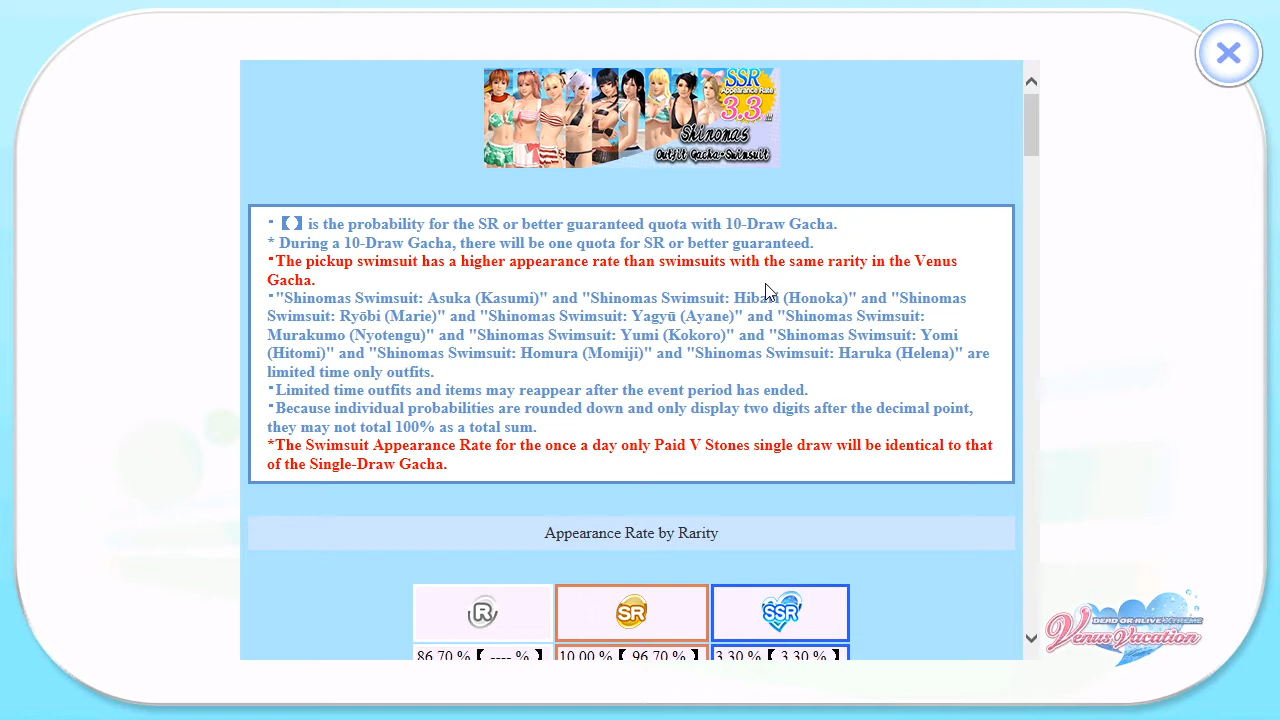 SSR
Appearance Rate
3.3
Shinomas
Outfit Gacha-Swimsuit
・【】is the probability for the SR or better guaranteed quota with 10-Draw Gacha.
* During a 10-Draw Gacha, there will be one quota for SR or better guaranteed.
・The pickup swimsuit has a higher appearance rate than swimsuits with the same rarity in the Venus
Gacha.
・"Shinomas Swimsuit: Asuka (Kasumi)" and "Shinomas Swimsuit: Hibari (Honoka)" and "Shinomas
Swimsuit: Ryōbi (Marie)" and "Shinomas Swimsuit: Yagyū (Ayane)" and "Shinomas Swimsuit:
Murakumo (Nyotengu)" and "Shinomas Swimsuit: Yumi (Kokoro)" and "Shinomas Swimsuit: Yomi
(Hitomi)" and "Shinomas Swimsuit: Homura (Momiji)" and "Shinomas Swimsuit: Haruka (Helena)" are
limited time only outfits.
・Limited time outfits and items may reappear after the event period has ended.
・Because individual probabilities are rounded down and only display two digits after the decimal point,
they may not total 100% as a total sum.
*The Swimsuit Appearance Rate for the once a day only Paid V Stones single draw will be identical to that
of the Single-Draw Gacha.
Appearance Rate by Rarity
R SR SSR
86.70 %【 ---- % 】 10.00 %【 96.70 % 】 3.30 %【 3.30 % 】
DEAD OR ALIVE XTREME
Venus Vacation